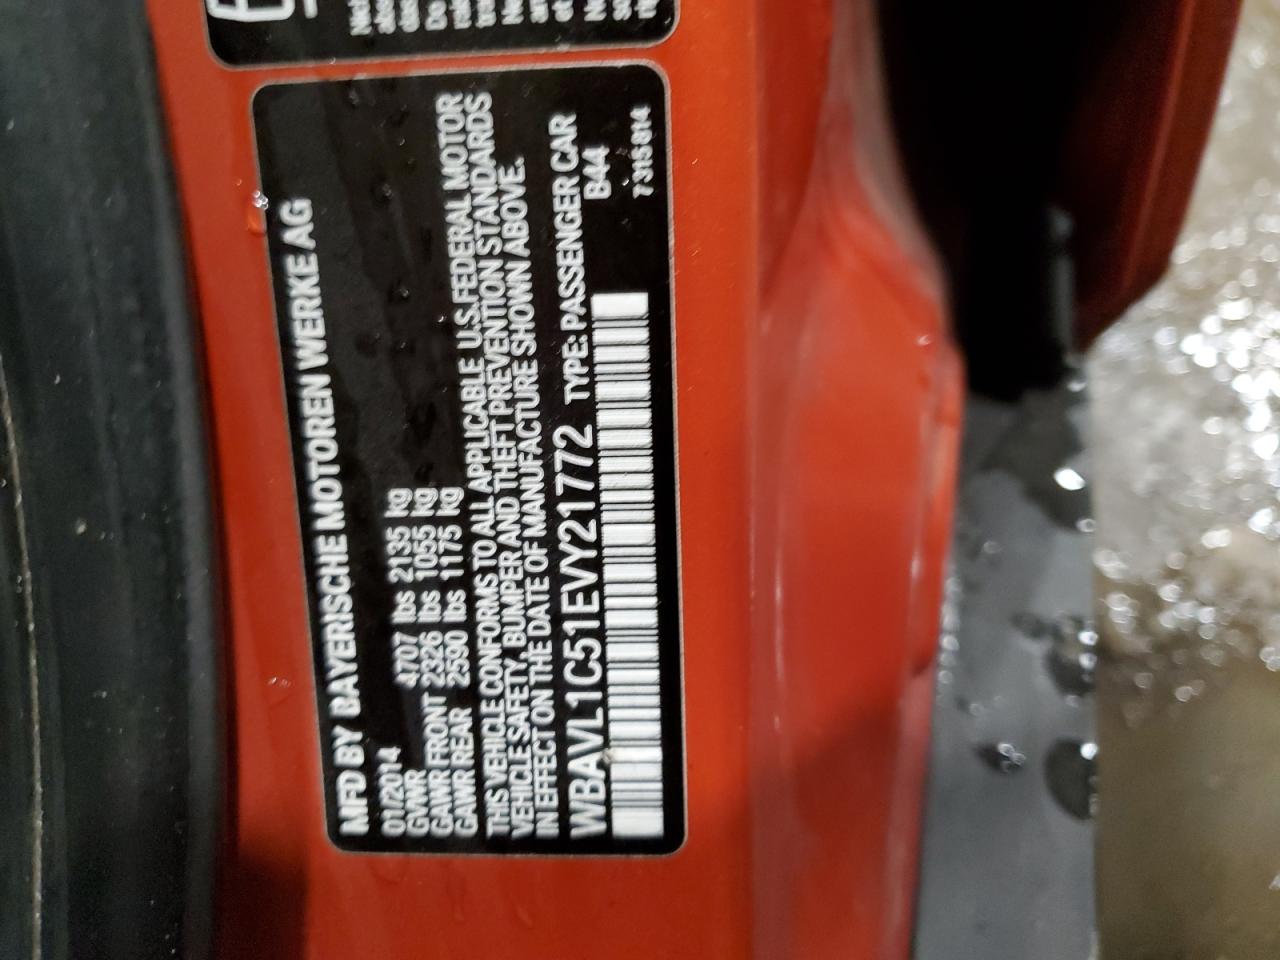 MFD BY BAYERISCHE MOTOREN WERKE AG
01/2014
GVWR 4707 lbs 2135 kg
GAWR FRONT 2326 lbs 1055 kg
GAWR REAR 2590 lbs 1175 kg
THIS VEHICLE CONFORMS TO ALL APPLICABLE U.S.FEDERAL MOTOR
VEHICLE SAFETY, BUMPER AND THEFT PREVENTION STANDARDS
IN EFFECT ON THE DATE OF MANUFACTURE SHOWN ABOVE.
WBAVL1C51EVY21772 TYPE: PASSENGER CAR
B44
7 315 814